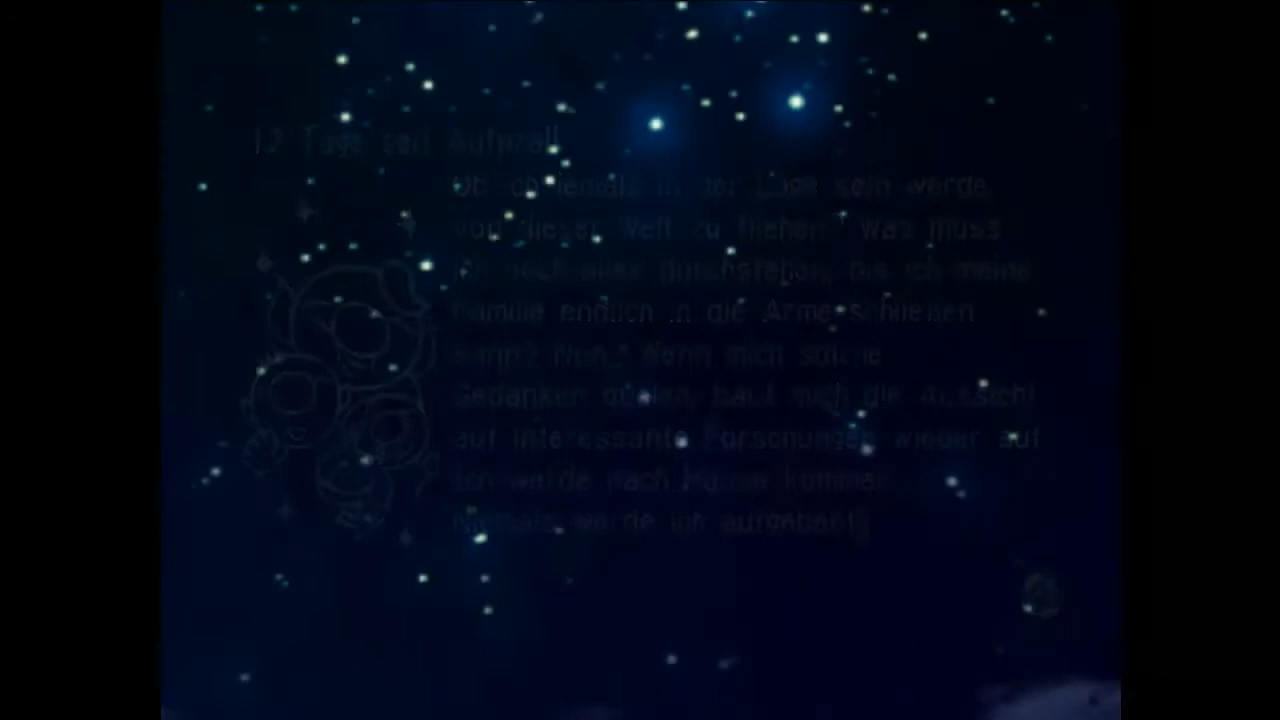 12 Tage seit Aufprall
Ob ich jemals in der Lage sein werde,
von dieser Welt zu fliehen? Was muss
ich noch alles durchstehen, bis ich meine
Familie endlich in die Arme schließen
kann? Nun... Wenn mich solche
Gedanken quälen, baut mich die Aussicht
auf interessante Forschungen wieder auf
Ich werde nach Hause kommen
Niemals werde ich aufgeben!